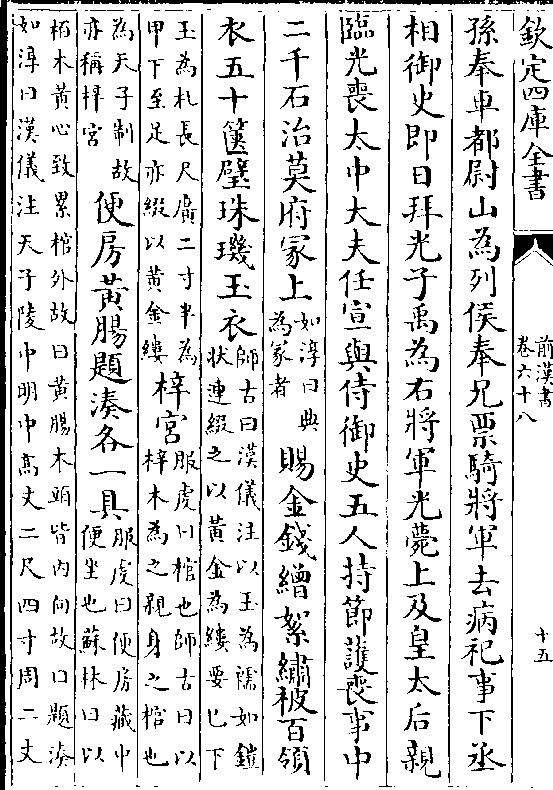 欽定四庫全書
前漢書
卷六十八
十五
孫奉車都尉山為列侯奉兄票騎將軍去病祀事下丞
相御史即日拜光子禹為右將軍光薨上及皇太后親
臨光喪太中大夫任宣與侍御史五人持節護喪事中
二千石治莫府冢上如淳曰典為冢者賜金錢繒絮繡被百領
衣五十篋璧珠璣玉衣師古曰漢儀注以玉為襦如鎧狀連綴之以黃金為縷要已下
玉為札長尺廣二寸半為甲下至足亦綴以黃金縷梓宮服虔曰棺也師古曰以梓木為之親身之棺也
為天子制故亦稱梓宮便房黃腸題湊各一具服虔曰便房藏中便坐也蘇林曰以
栢木黃心致累棺外故曰黃腸木頭皆內向故曰題湊
如淳曰漢儀注天子陵中明中高丈二尺四寸周二丈